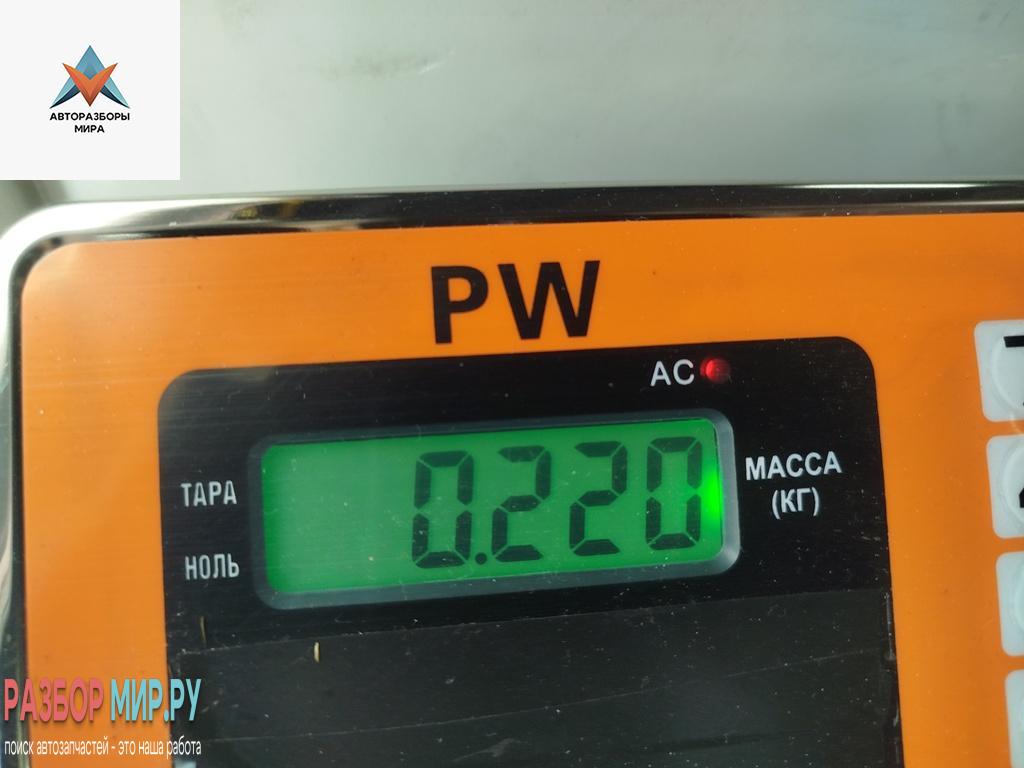 АВТОРАЗБОРЫ
МИРА
PW
AC
ТАРА
0.220
МАССА
(КГ)
НОЛЬ
РАЗБОР МИР.РУ
поиск автозапчастей - это наша работа